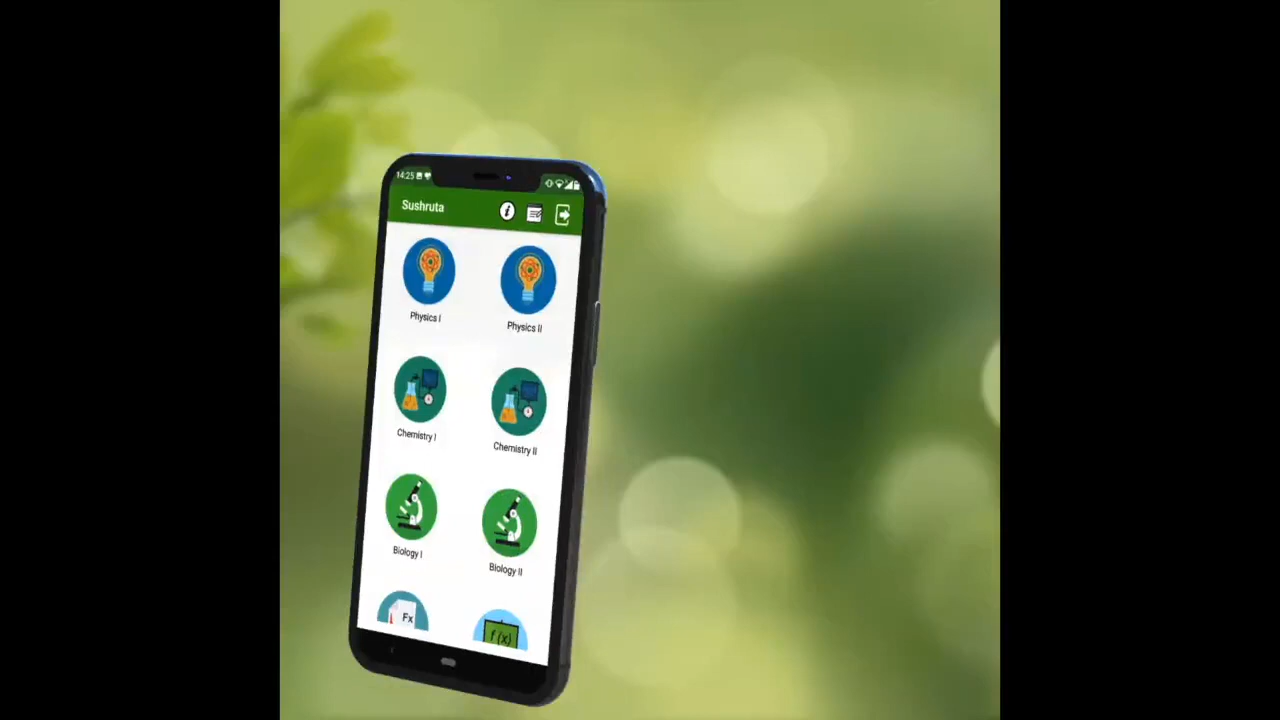 14:25
Sushruta
Physics I
Physics II
Chemistry I
Chemistry II
Biology I
Biology II
Fx
f(x)